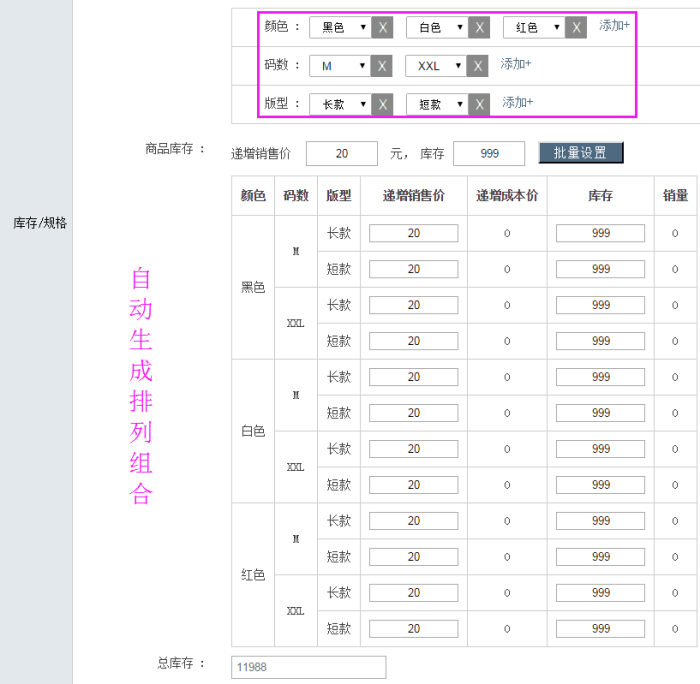 颜色 ： 黑色 ▼ X 白色 ▼ X 红色 ▼ X 添加+
码数 ： M ▼ X XXL ▼ X 添加+
版型 ： 长款 ▼ X 短款 ▼ X 添加+
商品库存 ： 递增销售价 20 元， 库存 999 批量设置
颜色 码数 版型 递增销售价 递增成本价 库存 销量
库存/规格
黑色 M 长款 20 0 999 0
短款 20 0 999 0
XXL 长款 20 0 999 0
短款 20 0 999 0
白色 M 长款 20 0 999 0
短款 20 0 999 0
XXL 长款 20 0 999 0
短款 20 0 999 0
红色 M 长款 20 0 999 0
短款 20 0 999 0
XXL 长款 20 0 999 0
短款 20 0 999 0
自动生成排列组合
总库存 ： 11988